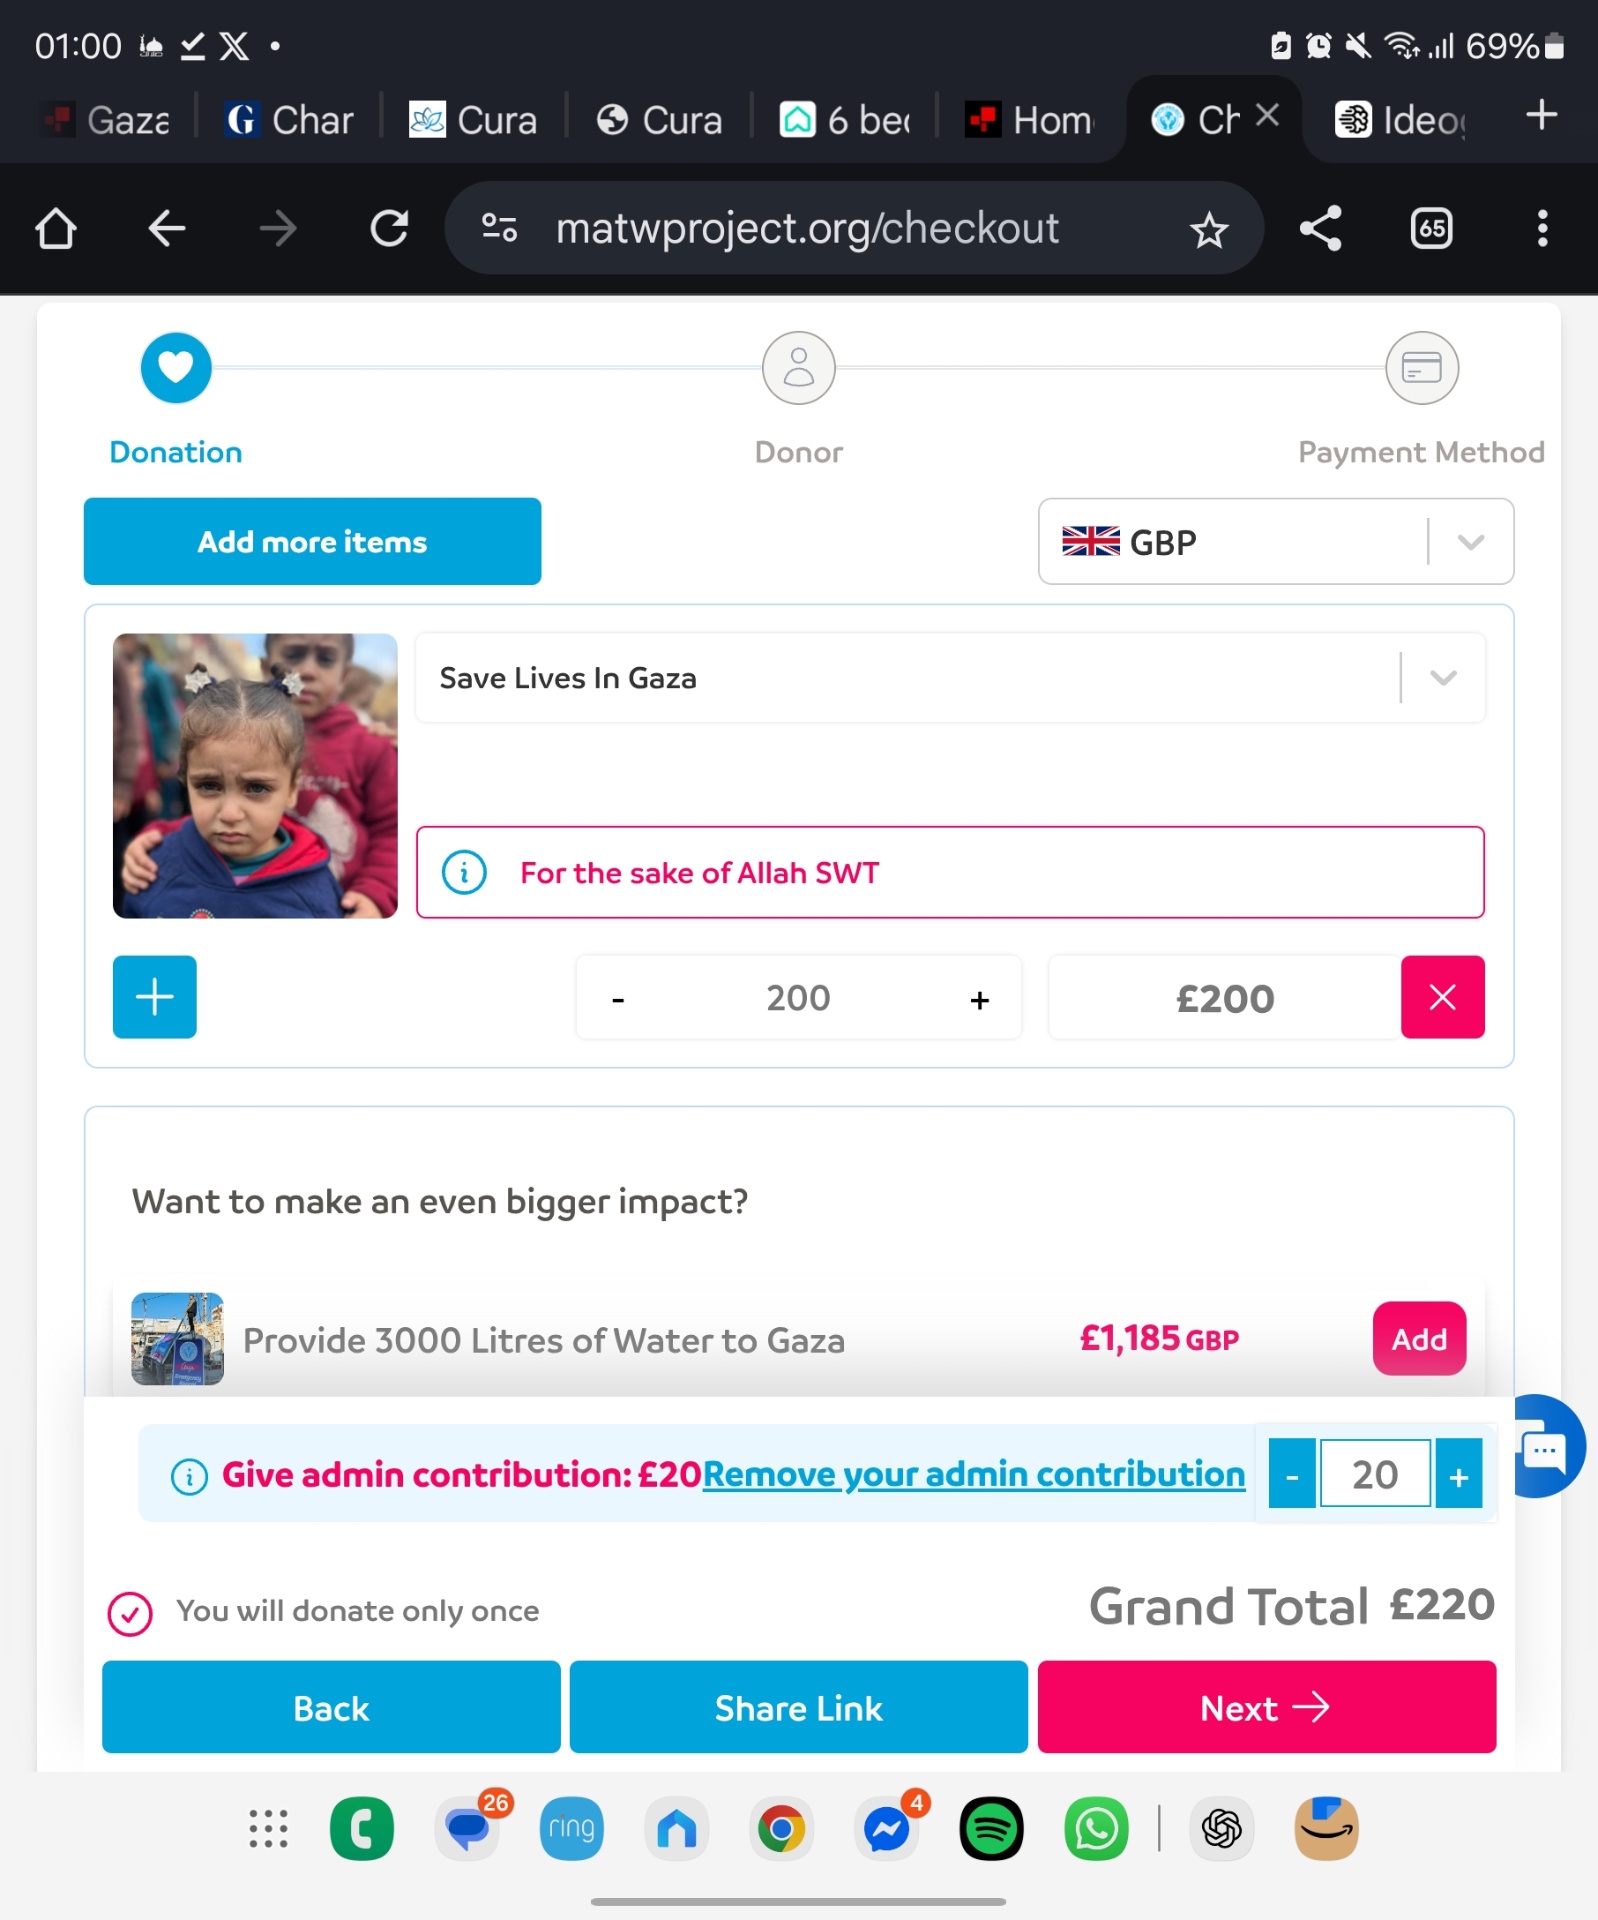 01:00 69%
Gaza Char Cura Cura 6 bec Hom Ch Ideog
matwproject.org/checkout 65
Donation Donor Payment Method
Add more items GBP
Save Lives In Gaza
For the sake of Allah SWT
- 200 + £200
Want to make an even bigger impact?
Provide 3000 Litres of Water to Gaza £1,185 GBP Add
Give admin contribution: £20Remove your admin contribution - 20 +
You will donate only once Grand Total £220
Back Share Link Next →
26 ring 4